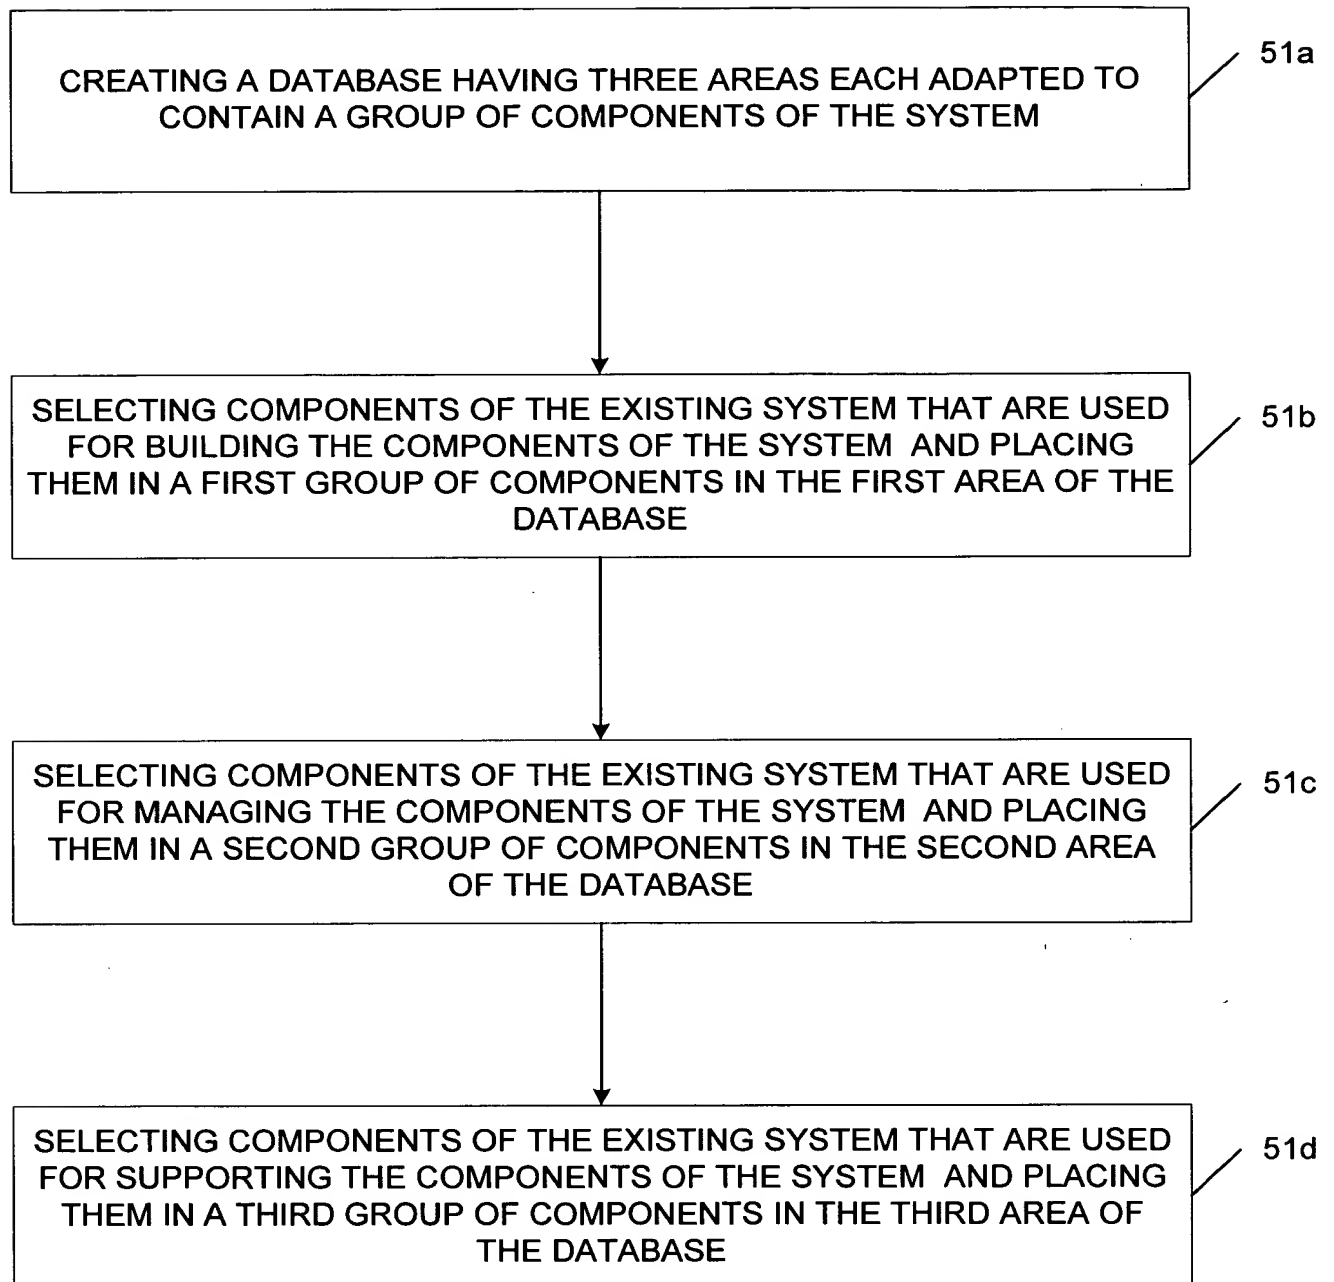 CREATING A DATABASE HAVING THREE AREAS EACH ADAPTED TO
CONTAIN A GROUP OF COMPONENTS OF THE SYSTEM
51a
SELECTING COMPONENTS OF THE EXISTING SYSTEM THAT ARE USED
FOR BUILDING THE COMPONENTS OF THE SYSTEM AND PLACING
THEM IN A FIRST GROUP OF COMPONENTS IN THE FIRST AREA OF THE
DATABASE
51b
SELECTING COMPONENTS OF THE EXISTING SYSTEM THAT ARE USED
FOR MANAGING THE COMPONENTS OF THE SYSTEM AND PLACING
THEM IN A SECOND GROUP OF COMPONENTS IN THE SECOND AREA
OF THE DATABASE
51c
SELECTING COMPONENTS OF THE EXISTING SYSTEM THAT ARE USED
FOR SUPPORTING THE COMPONENTS OF THE SYSTEM AND PLACING
THEM IN A THIRD GROUP OF COMPONENTS IN THE THIRD AREA OF
THE DATABASE
51d